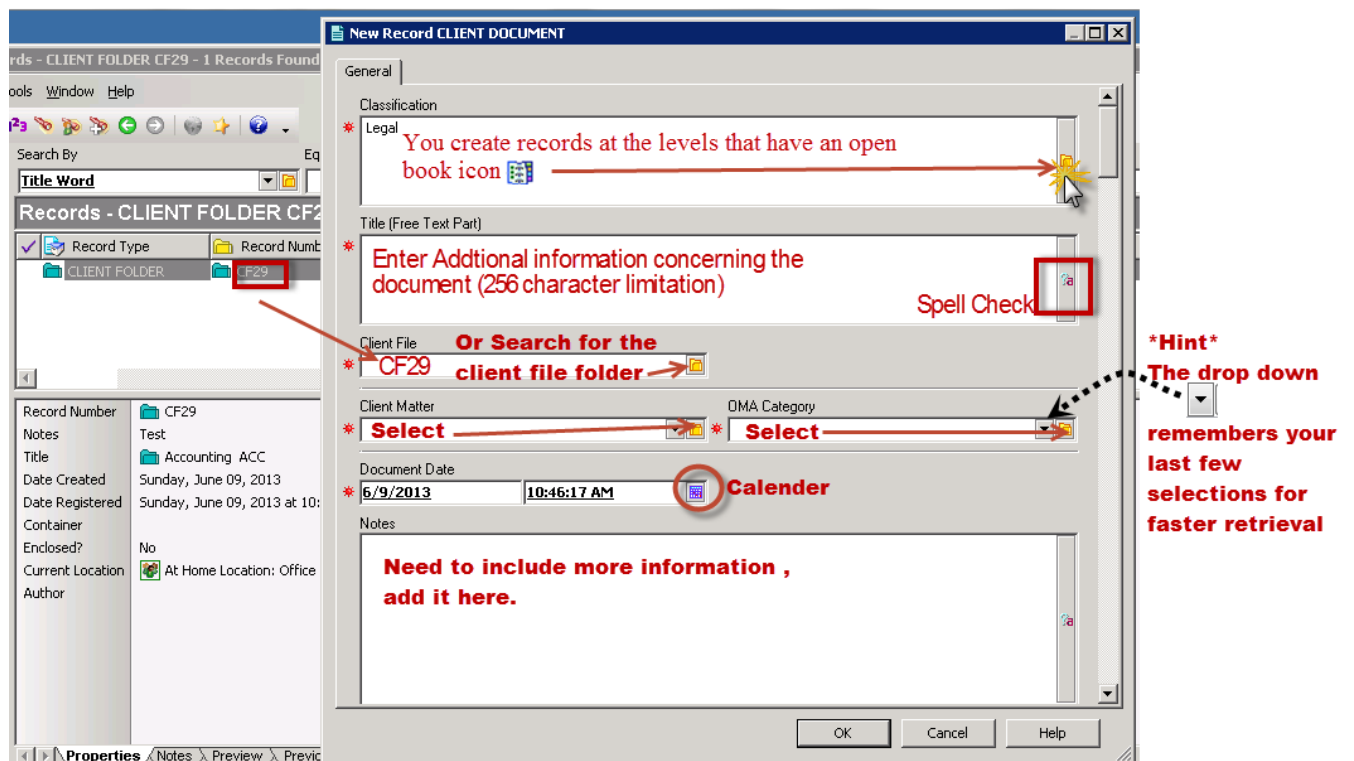 New Record CLIENT DOCUMENT
rds - CLIENT FOLDER CF29 - 1 Records Found
ools Window Help
Search By
Eq
Title Word
Records - CLIENT FOLDER CF2
Record Type
Record Numb
CLIENT FOLDER
CF29
Record Number
CF29
Notes
Test
Title
Accounting ACC
Date Created
Sunday, June 09, 2013
Date Registered
Sunday, June 09, 2013 at 10:
Container
Enclosed?
No
Current Location
At Home Location: Office
Author
Properties
Notes
Preview
Previc
General
Classification
Legal
You create records at the levels that have an open
book icon
Title (Free Text Part)
Enter Addtional information concerning the
document (256 character limitation)
Spell Check
Client File
CF29
Or Search for the
client file folder
Client Matter
Select
OMA Category
Select
Document Date
6/9/2013
10:46:17 AM
Calender
Notes
Need to include more information ,
add it here.
OK
Cancel
Help
*Hint*
The drop down
remembers your
last few
selections for
faster retrieval